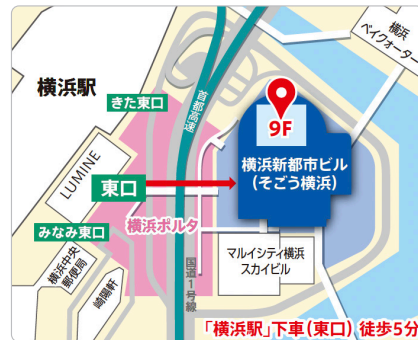 横浜
ベイクォーター
横浜駅
きた東口
首都高速
9F
LUMINE
横浜新都市ビル
(そごう横浜)
東口
みなみ東口
横浜ポルタ
横浜中央
郵便局
崎陽軒
国道1号線
マルイシティ横浜
スカイビル
「横浜駅」下車(東口) 徒歩5分